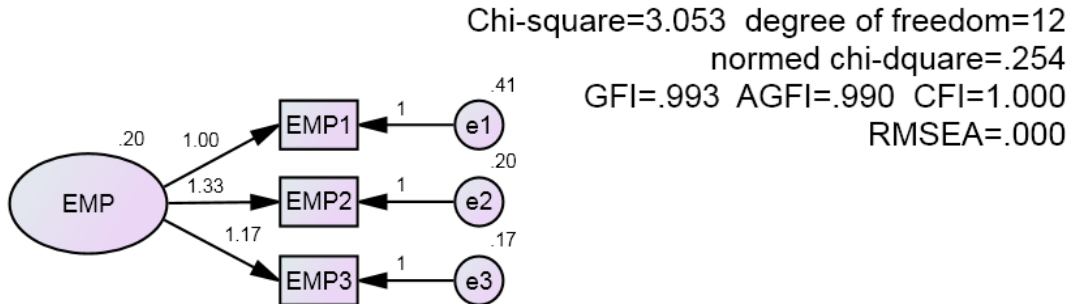 Chi-square=3.053 degree of freedom=12
normed chi-dquare=.254
GFI=.993 AGFI=.990 CFI=1.000
RMSEA=.000
.41
.20
1.00
EMP1
1
e1
.20
EMP
1.33
EMP2
1
e2
.17
1.17
EMP3
1
e3